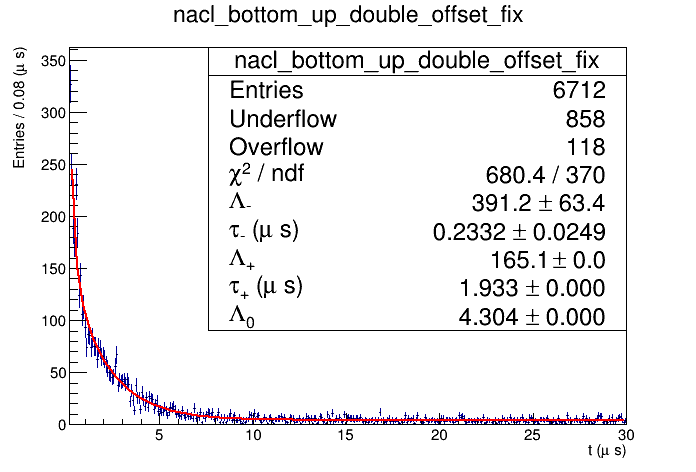 nacl_bottom_up_double_offset_fix
Entries / 0.08 (μ s)
350
300
250
200
150
100
50
0
nacl_bottom_up_double_offset_fix
Entries 6712
Underflow 858
Overflow 118
χ² / ndf 680.4 / 370
Λ₋ 391.2 ± 63.4
τ₋ (μ s) 0.2332 ± 0.0249
Λ₊ 165.1 ± 0.0
τ₊ (μ s) 1.933 ± 0.000
Λ₀ 4.304 ± 0.000
5 10 15 20 25 30
t (μ s)